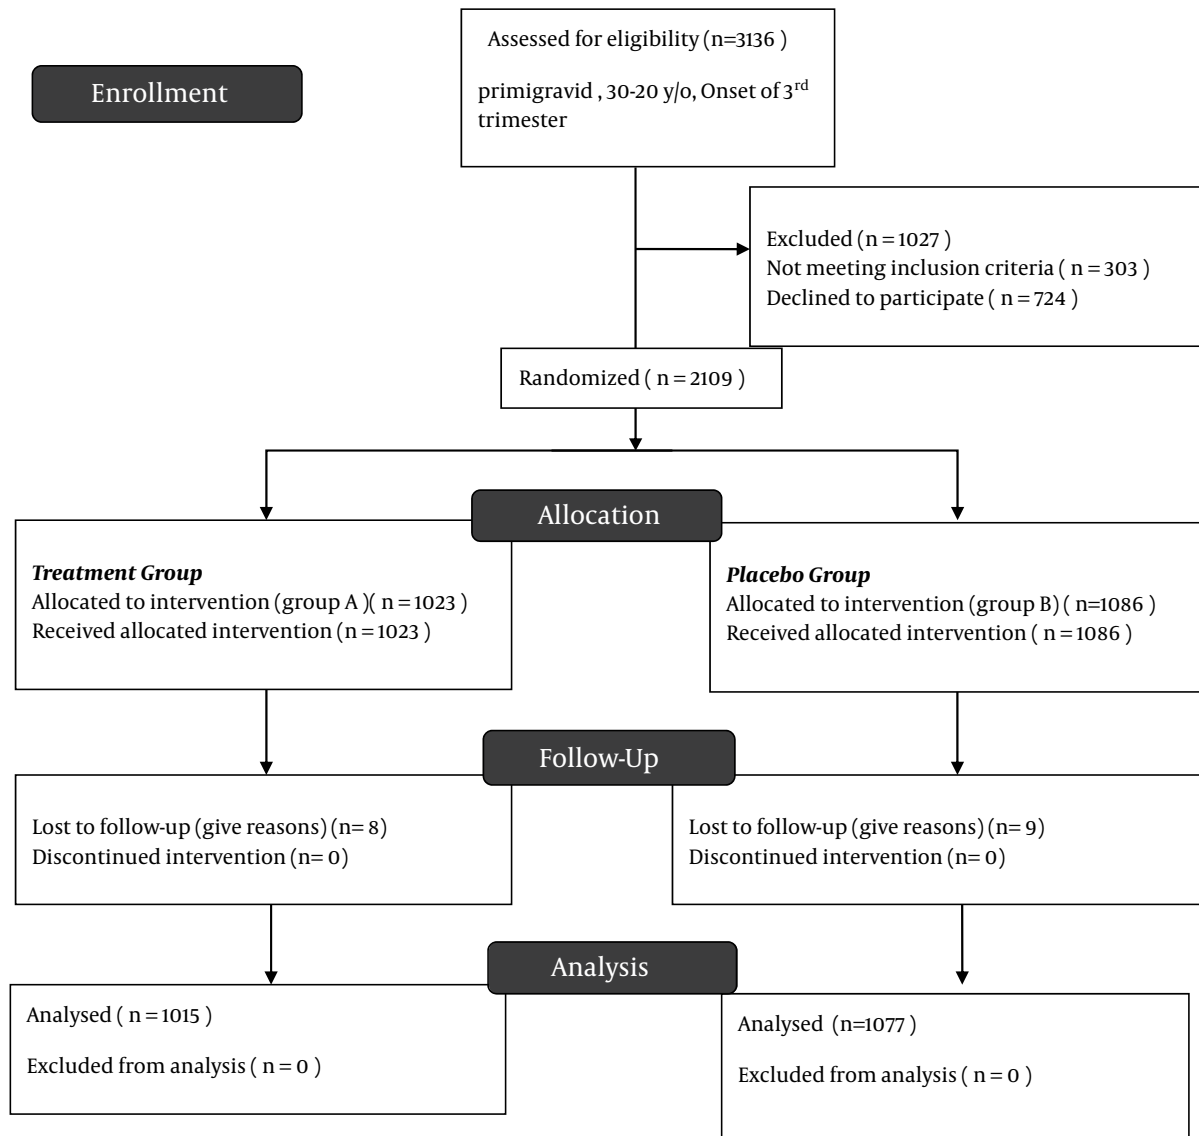 Assessed for eligibility (n=3136 )
Enrollment
primigravid , 30-20 y/o, Onset of 3rd
trimester
Excluded (n = 1027)
Not meeting inclusion criteria ( n = 303 )
Declined to participate ( n = 724 )
Randomized ( n = 2109 )
Allocation
Treatment Group
Allocated to intervention (group A )( n = 1023 )
Received allocated intervention (n = 1023 )
Placebo Group
Allocated to intervention (group B) ( n=1086 )
Received allocated intervention ( n = 1086 )
Follow-Up
Lost to follow-up (give reasons) (n= 8)
Discontinued intervention (n= 0)
Lost to follow-up (give reasons) (n= 9)
Discontinued intervention (n= 0)
Analysis
Analysed ( n = 1015 )
Excluded from analysis ( n = 0 )
Analysed (n=1077)
Excluded from analysis ( n = 0 )